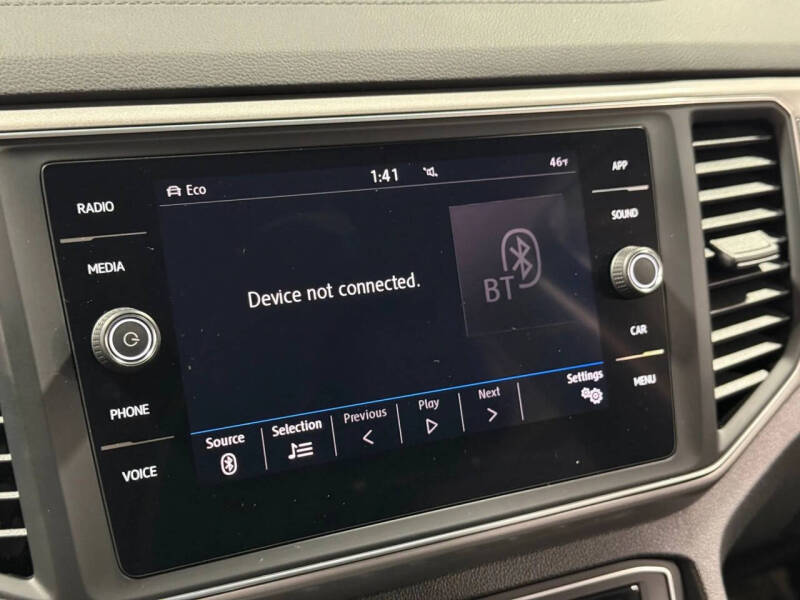 RADIO
MEDIA
PHONE
VOICE
Eco
1:41
46°F
Device not connected.
BT
Source
Selection
Previous
Play
Next
Settings
APP
SOUND
CAR
MENU